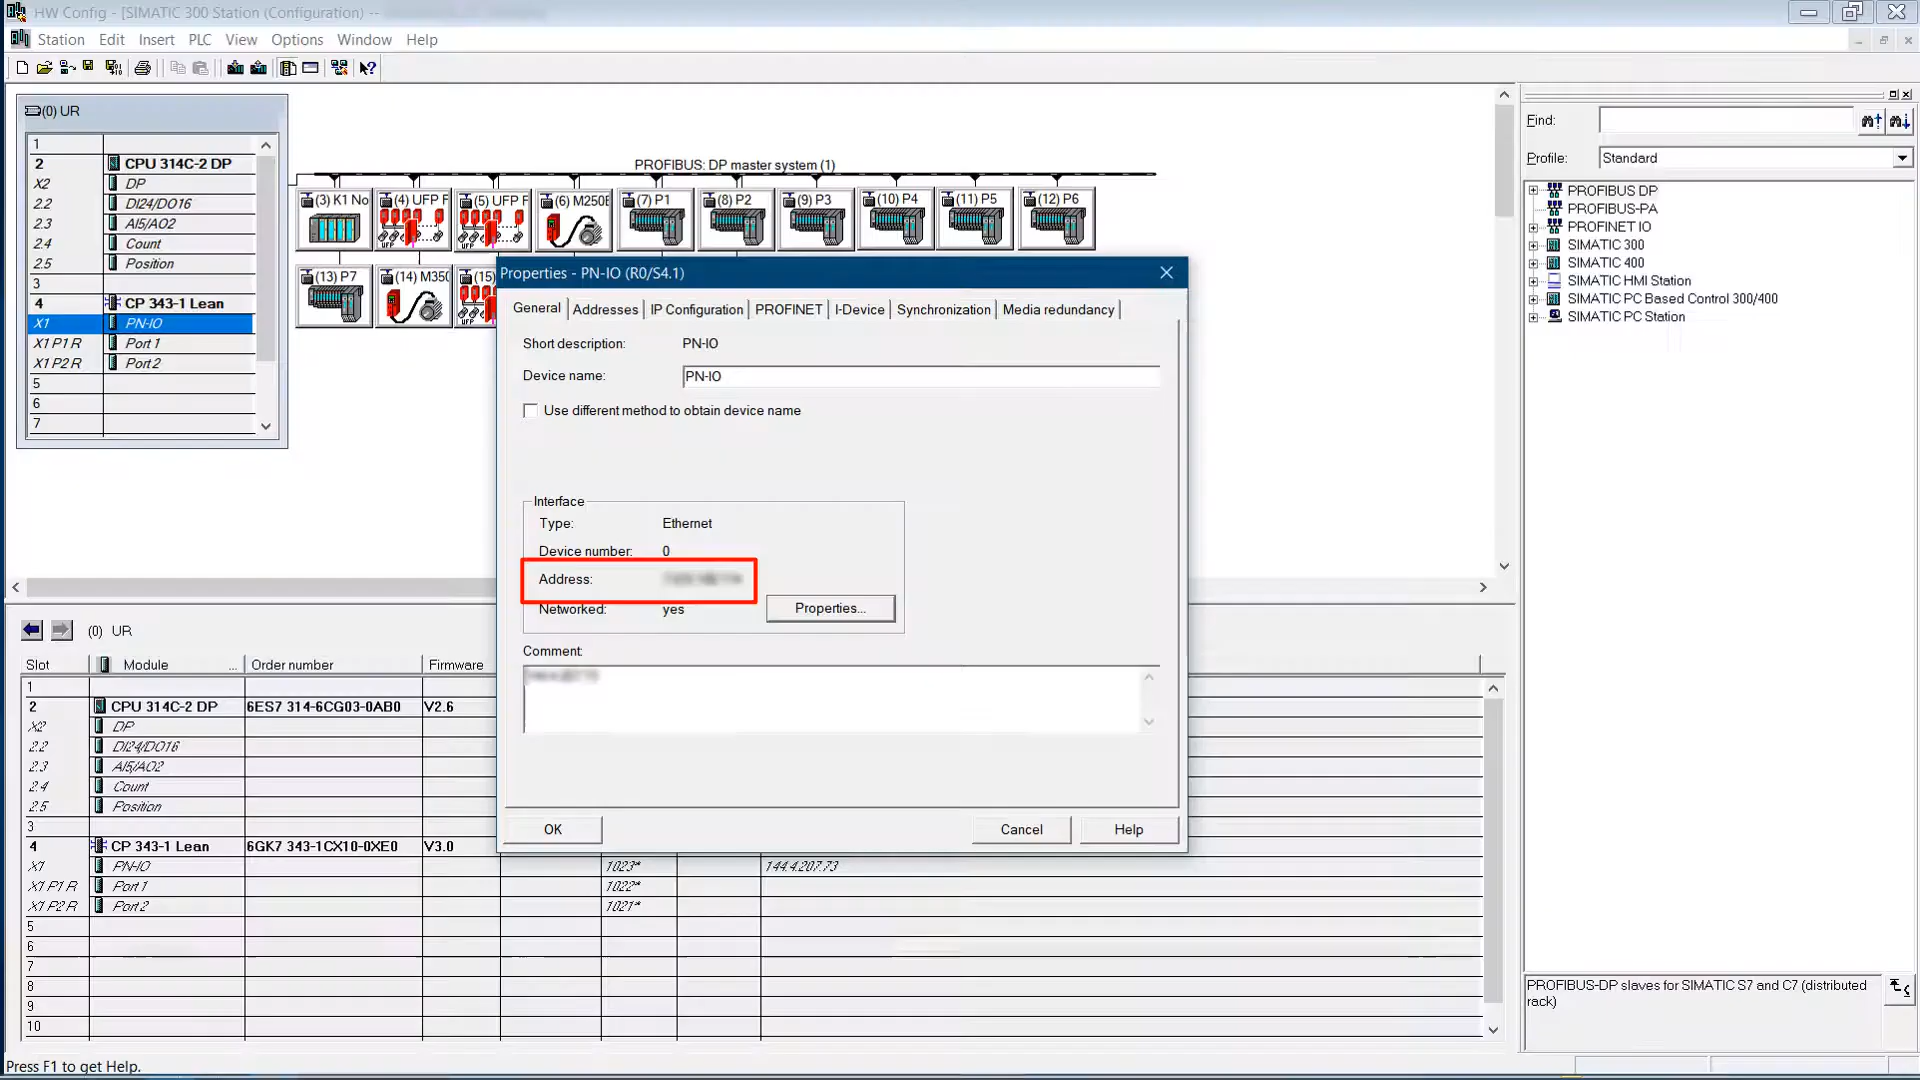 HW Config - [SIMATIC 300 Station (Configuration) --
Station Edit Insert PLC View Options Window Help
(0) UR
1
2 CPU 314C-2 DP
X2 DP
2.2 DI24/DO16
2.3 AI5/AO2
2.4 Count
2.5 Position
3
4 CP 343-1 Lean
X1 PN-IO
X1 P1 R Port 1
X1 P2 R Port 2
5
6
7
PROFIBUS: DP master system (1)
(3) K1 No (4) UFP F (5) UFP F (6) M250E (7) P1 (8) P2 (9) P3 (10) P4 (11) P5 (12) P6
(13) P7 (14) M350 (15)
Properties - PN-IO (R0/S4.1)
General Addresses IP Configuration PROFINET I-Device Synchronization Media redundancy
Short description: PN-IO
Device name: PN-IO
Use different method to obtain device name
Interface
Type: Ethernet
Device number: 0
Address:
Networked: yes
Properties...
Comment:
OK Cancel Help
Find:
Profile: Standard
PROFIBUS DP
PROFIBUS-PA
PROFINET IO
SIMATIC 300
SIMATIC 400
SIMATIC HMI Station
SIMATIC PC Based Control 300/400
SIMATIC PC Station
PROFIBUS-DP slaves for SIMATIC S7 and C7 (distributed
rack)
(0) UR
Slot Module ... Order number Firmware
1
2 CPU 314C-2 DP 6ES7 314-6CG03-0AB0 V2.6
X2 DP
2.2 DI24/DO16
2.3 AI5/AO2
2.4 Count
2.5 Position
3
4 CP 343-1 Lean 6GK7 343-1CX10-0XE0 V3.0
X1 PN-IO 1023* 144.4.207.73
X1 P1 R Port 1 1022*
X1 P2 R Port 2 1021*
5
6
7
8
9
10
Press F1 to get Help.